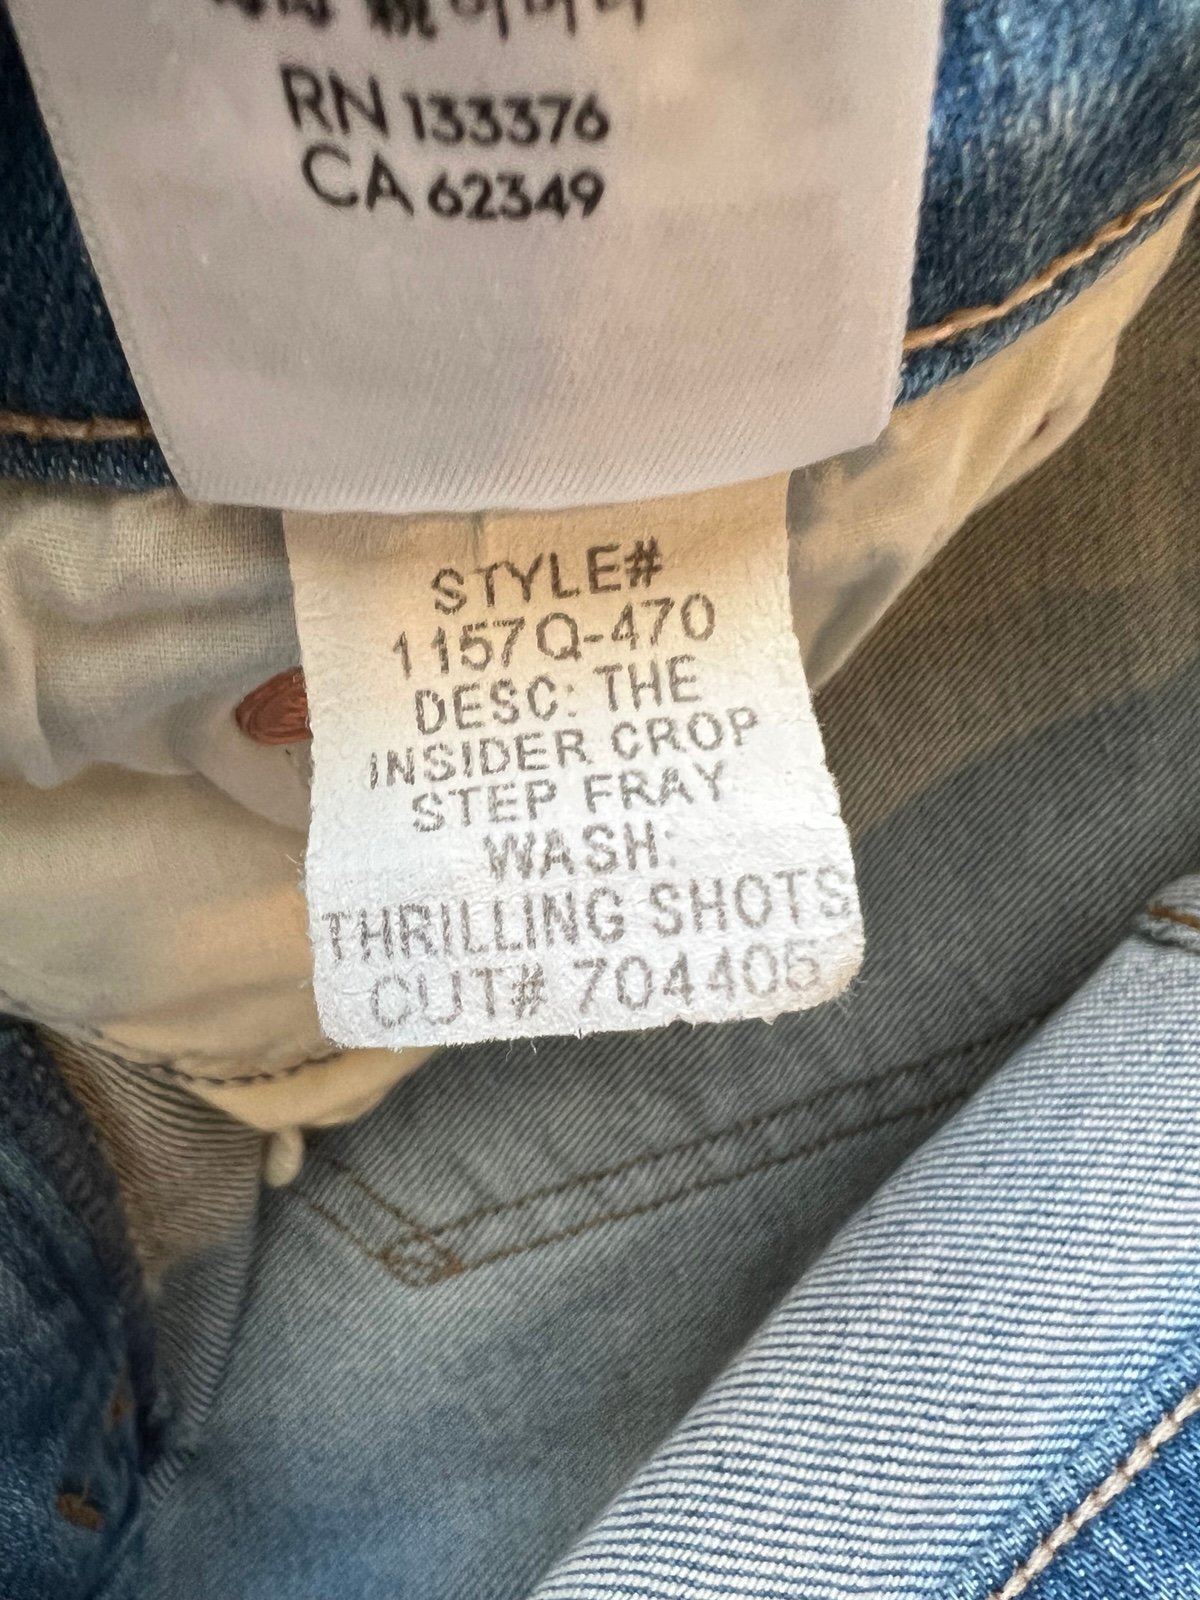 RN 133376
CA 62349
STYLE#
1157Q-470
DESC: THE
INSIDER CROP
STEP FRAY
WASH:
THRILLING SHOTS
CUT# 704405